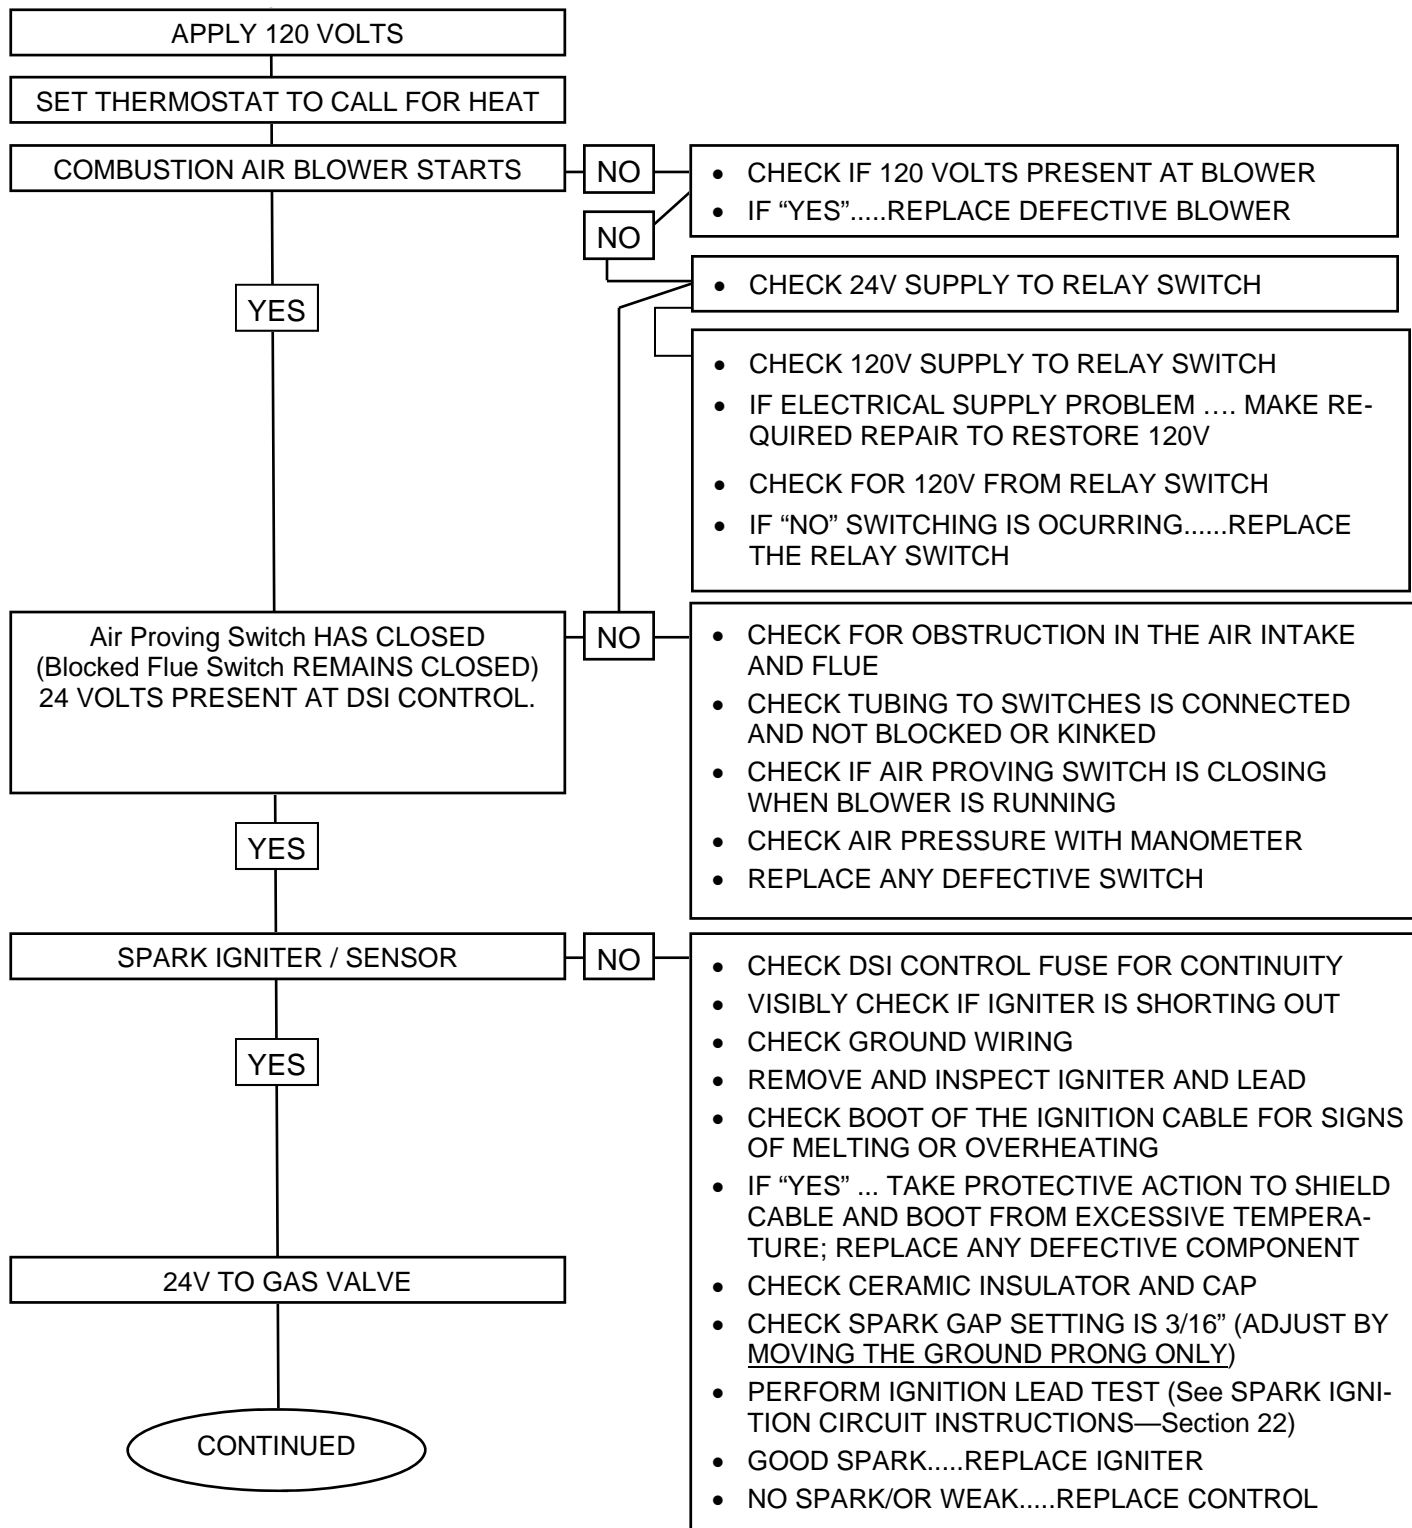 APPLY 120 VOLTS
SET THERMOSTAT TO CALL FOR HEAT
COMBUSTION AIR BLOWER STARTS
NO
• CHECK IF 120 VOLTS PRESENT AT BLOWER
• IF “YES”.....REPLACE DEFECTIVE BLOWER
NO
• CHECK 24V SUPPLY TO RELAY SWITCH
YES
• CHECK 120V SUPPLY TO RELAY SWITCH
• IF ELECTRICAL SUPPLY PROBLEM …. MAKE RE-
QUIRED REPAIR TO RESTORE 120V
• CHECK FOR 120V FROM RELAY SWITCH
• IF “NO” SWITCHING IS OCURRING......REPLACE
THE RELAY SWITCH
Air Proving Switch HAS CLOSED
(Blocked Flue Switch REMAINS CLOSED)
24 VOLTS PRESENT AT DSI CONTROL.
NO
• CHECK FOR OBSTRUCTION IN THE AIR INTAKE
AND FLUE
• CHECK TUBING TO SWITCHES IS CONNECTED
AND NOT BLOCKED OR KINKED
• CHECK IF AIR PROVING SWITCH IS CLOSING
WHEN BLOWER IS RUNNING
• CHECK AIR PRESSURE WITH MANOMETER
• REPLACE ANY DEFECTIVE SWITCH
YES
SPARK IGNITER / SENSOR
NO
• CHECK DSI CONTROL FUSE FOR CONTINUITY
• VISIBLY CHECK IF IGNITER IS SHORTING OUT
• CHECK GROUND WIRING
• REMOVE AND INSPECT IGNITER AND LEAD
• CHECK BOOT OF THE IGNITION CABLE FOR SIGNS
OF MELTING OR OVERHEATING
• IF “YES” ... TAKE PROTECTIVE ACTION TO SHIELD
CABLE AND BOOT FROM EXCESSIVE TEMPERA-
TURE; REPLACE ANY DEFECTIVE COMPONENT
• CHECK CERAMIC INSULATOR AND CAP
• CHECK SPARK GAP SETTING IS 3/16” (ADJUST BY
MOVING THE GROUND PRONG ONLY)
• PERFORM IGNITION LEAD TEST (See SPARK IGNI-
TION CIRCUIT INSTRUCTIONS—Section 22)
• GOOD SPARK.....REPLACE IGNITER
• NO SPARK/OR WEAK.....REPLACE CONTROL
YES
24V TO GAS VALVE
CONTINUED